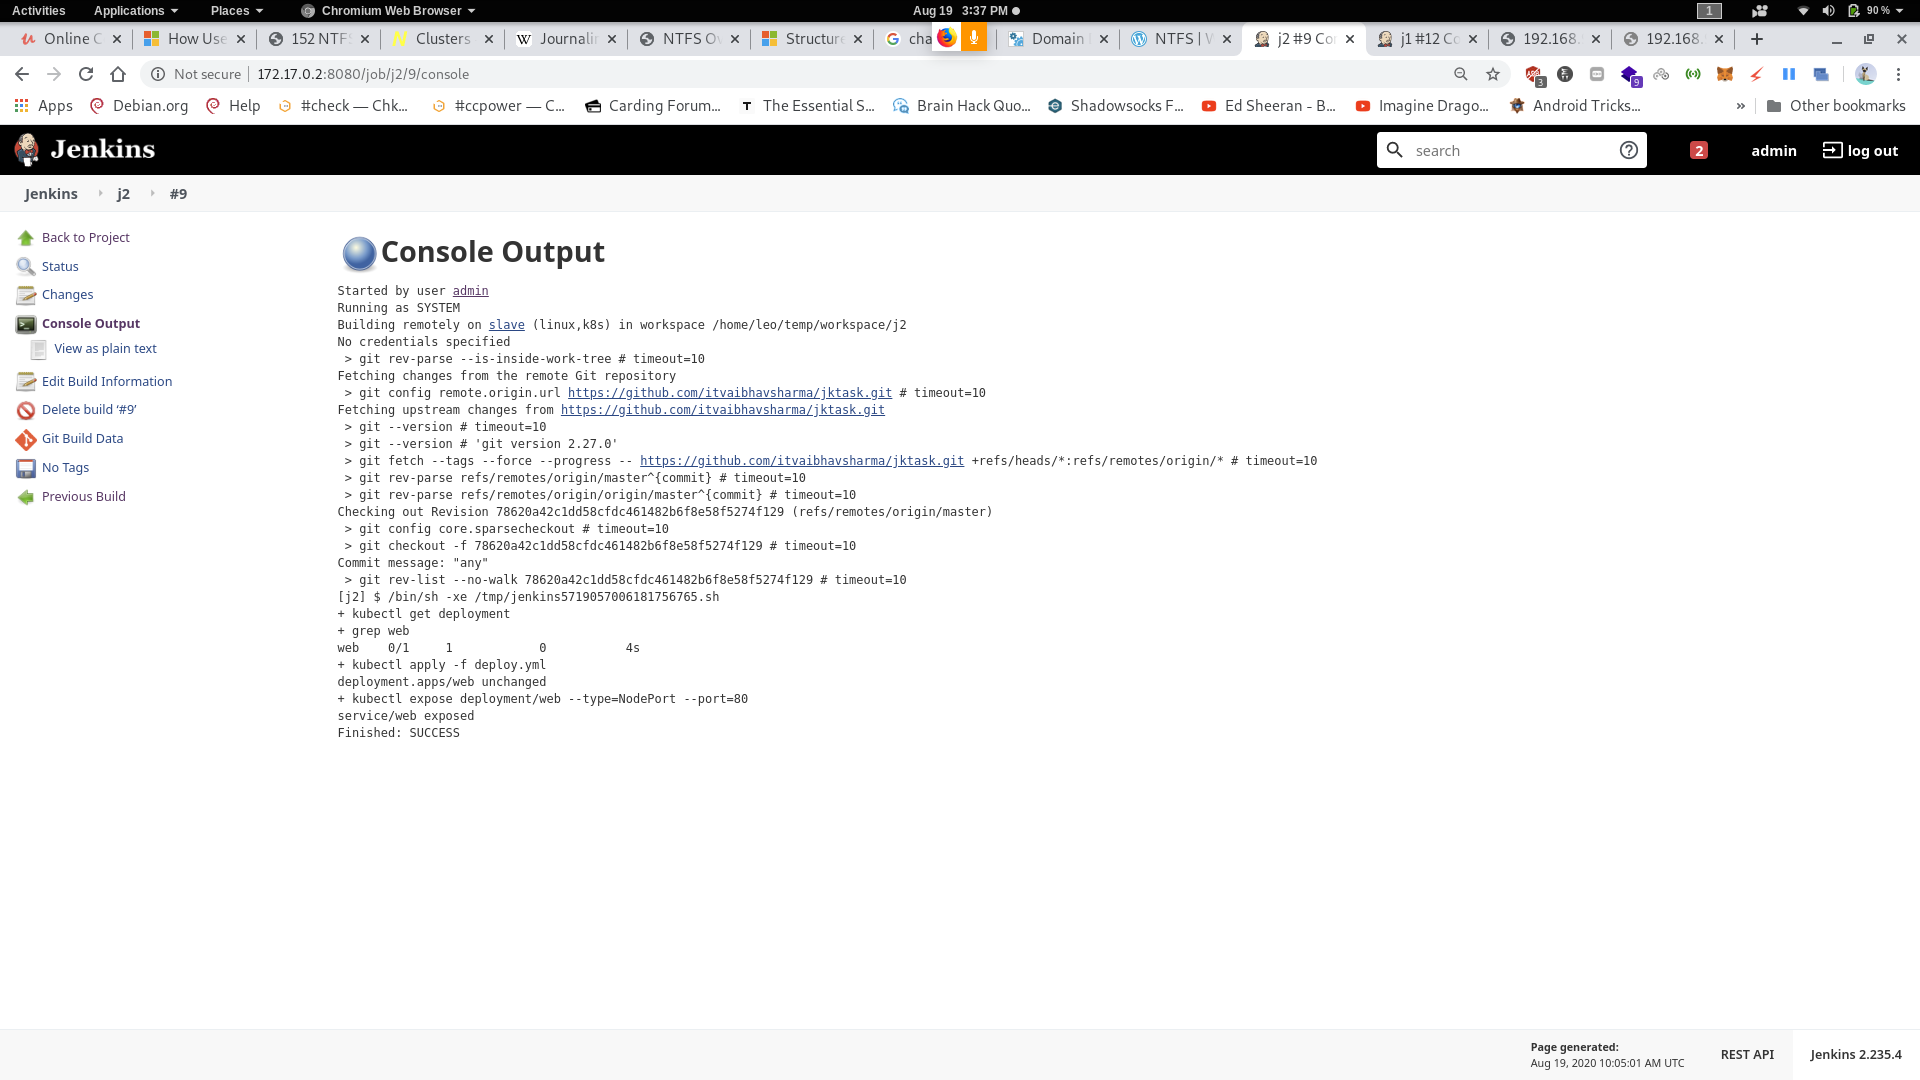 Activities Applications Places Chromium Web Browser Aug 19 3:37 PM 1 90 %
Online C How Use 152 NTFS Clusters Journalin NTFS Ov Structure cha Domain NTFS | W j2 #9 Co j1 #12 Co 192.168. 192.168.
Not secure 172.17.0.2:8080/job/j2/9/console 3 9
Apps Debian.org Help #check — Chk... #ccpower — C... Carding Forum... The Essential S... Brain Hack Quo... Shadowsocks F... Ed Sheeran - B... Imagine Drago... Android Tricks... » Other bookmarks
Jenkins search 2 admin log out
Jenkins j2 #9
Back to Project
Status
Changes
Console Output
View as plain text
Edit Build Information
Delete build ‘#9’
Git Build Data
No Tags
Previous Build
Console Output
Started by user admin
Running as SYSTEM
Building remotely on slave (linux,k8s) in workspace /home/leo/temp/workspace/j2
No credentials specified
> git rev-parse --is-inside-work-tree # timeout=10
Fetching changes from the remote Git repository
> git config remote.origin.url https://github.com/itvaibhavsharma/jktask.git # timeout=10
Fetching upstream changes from https://github.com/itvaibhavsharma/jktask.git
> git --version # timeout=10
> git --version # 'git version 2.27.0'
> git fetch --tags --force --progress -- https://github.com/itvaibhavsharma/jktask.git +refs/heads/*:refs/remotes/origin/* # timeout=10
> git rev-parse refs/remotes/origin/master^{commit} # timeout=10
> git rev-parse refs/remotes/origin/origin/master^{commit} # timeout=10
Checking out Revision 78620a42c1dd58cfdc461482b6f8e58f5274f129 (refs/remotes/origin/master)
> git config core.sparsecheckout # timeout=10
> git checkout -f 78620a42c1dd58cfdc461482b6f8e58f5274f129 # timeout=10
Commit message: "any"
> git rev-list --no-walk 78620a42c1dd58cfdc461482b6f8e58f5274f129 # timeout=10
[j2] $ /bin/sh -xe /tmp/jenkins5719057006181756765.sh
+ kubectl get deployment
+ grep web
web 0/1 1 0 4s
+ kubectl apply -f deploy.yml
deployment.apps/web unchanged
+ kubectl expose deployment/web --type=NodePort --port=80
service/web exposed
Finished: SUCCESS
Page generated:
Aug 19, 2020 10:05:01 AM UTC
REST API Jenkins 2.235.4